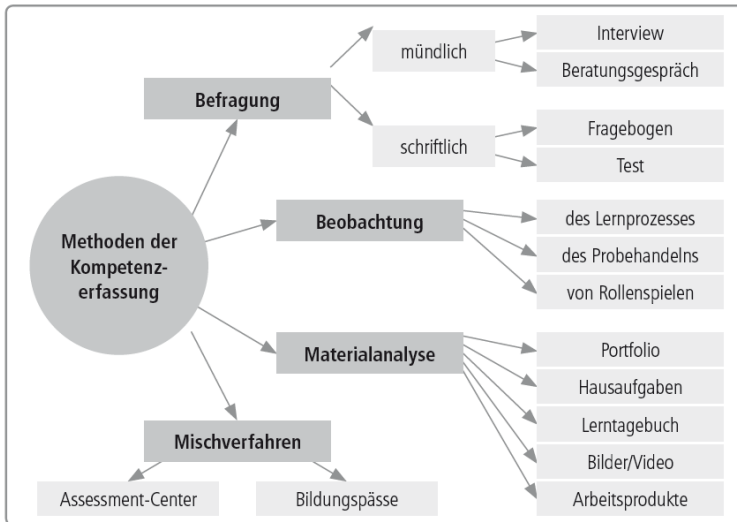 Methoden der
Kompetenz-
erfassung
Befragung
mündlich
Interview
Beratungsgespräch
schriftlich
Fragebogen
Test
Beobachtung
des Lernprozesses
des Probehandelns
von Rollenspielen
Materialanalyse
Portfolio
Hausaufgaben
Lerntagebuch
Bilder/Video
Arbeitsprodukte
Mischverfahren
Assessment-Center
Bildungspässe